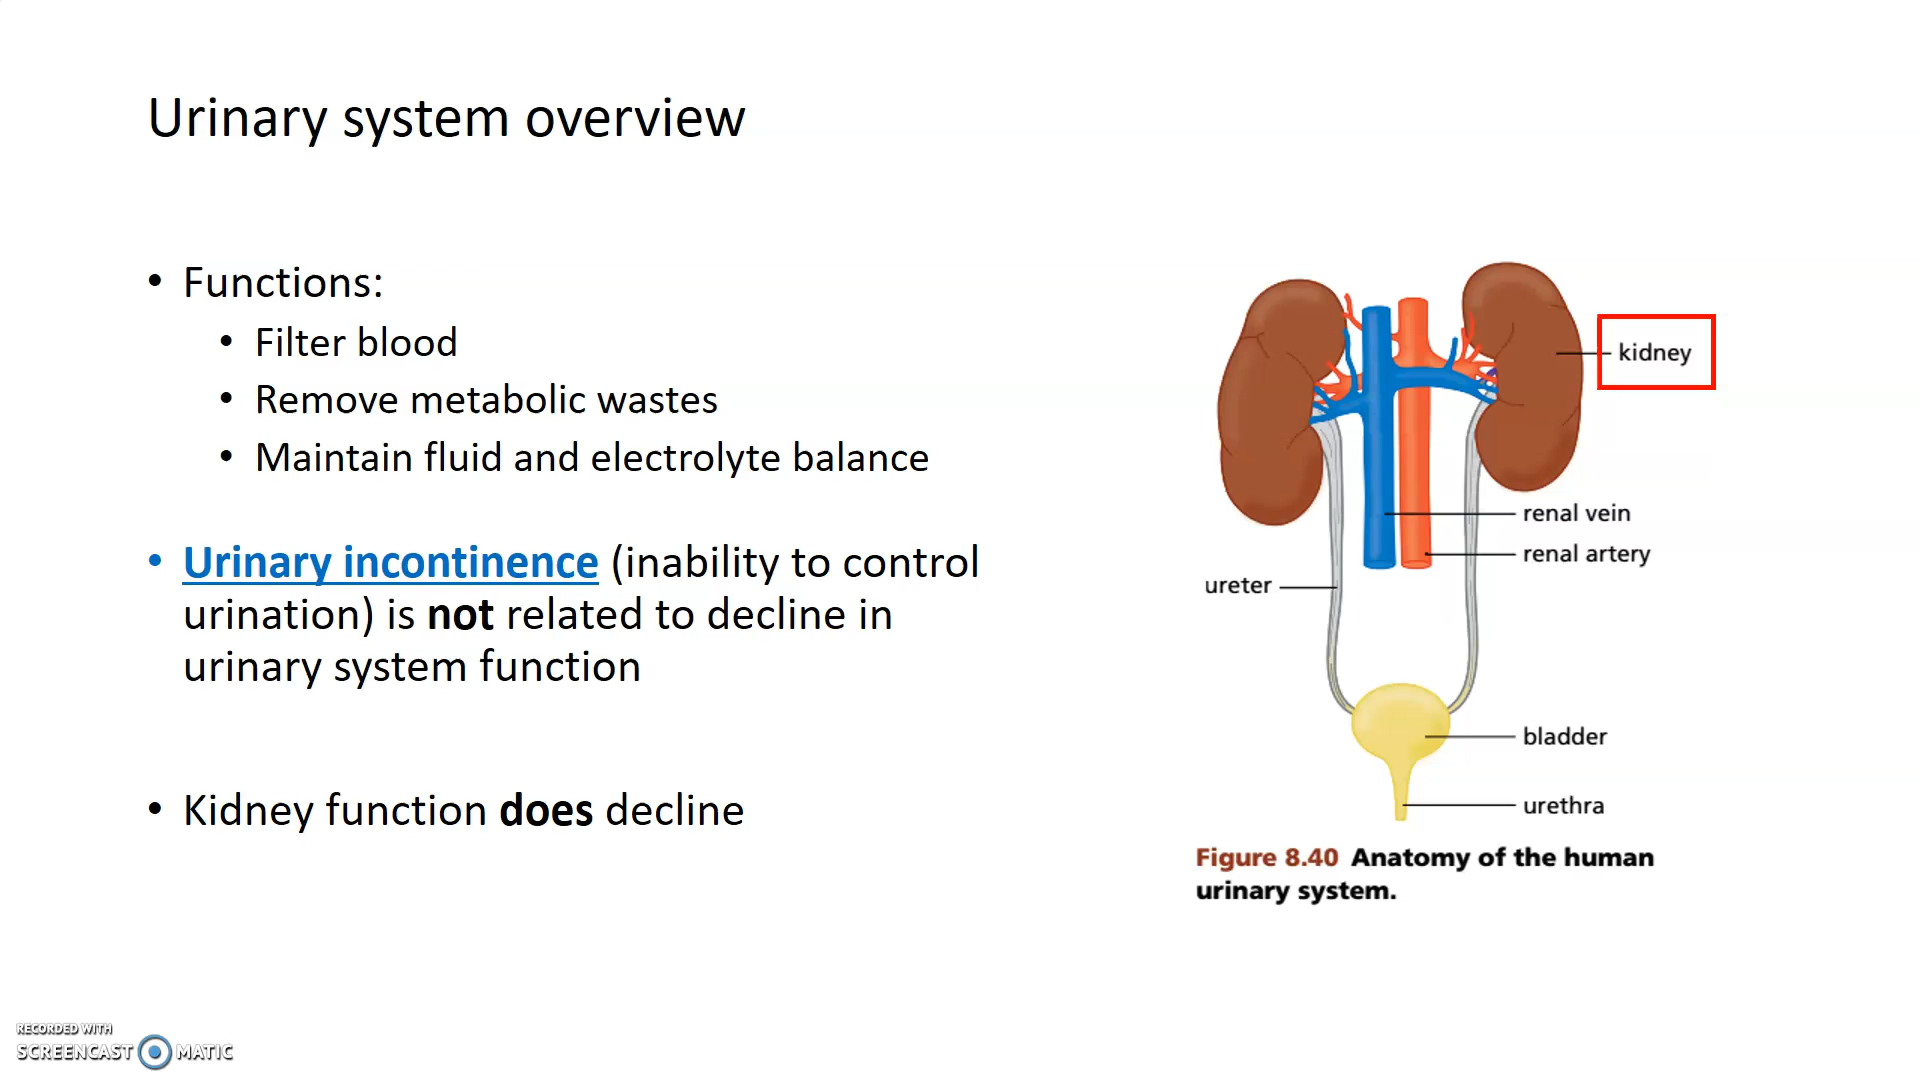 Urinary system overview
• Functions:
• Filter blood
• Remove metabolic wastes
• Maintain fluid and electrolyte balance
• Urinary incontinence (inability to control
urination) is not related to decline in
urinary system function
• Kidney function does decline
kidney
renal vein
renal artery
ureter
bladder
urethra
Figure 8.40 Anatomy of the human
urinary system.
RECORDED WITH
SCREENCAST MATIC